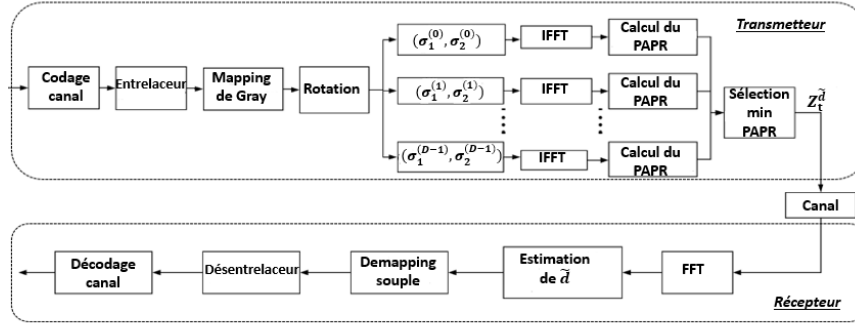 Transmetteur
Codage
canal
Entrelaceur
Mapping
de Gray
Rotation
(σ₁⁽⁰⁾, σ₂⁽⁰⁾)
IFFT
Calcul du
PAPR
(σ₁⁽¹⁾, σ₂⁽¹⁾)
IFFT
Calcul du
PAPR
(σ₁⁽ᴰ⁻¹⁾, σ₂⁽ᴰ⁻¹⁾)
IFFT
Calcul du
PAPR
Sélection
min
PAPR
Z_t^d̃
Canal
FFT
Estimation
de d̃
Demapping
souple
Désentrelaceur
Décodage
canal
Récepteur